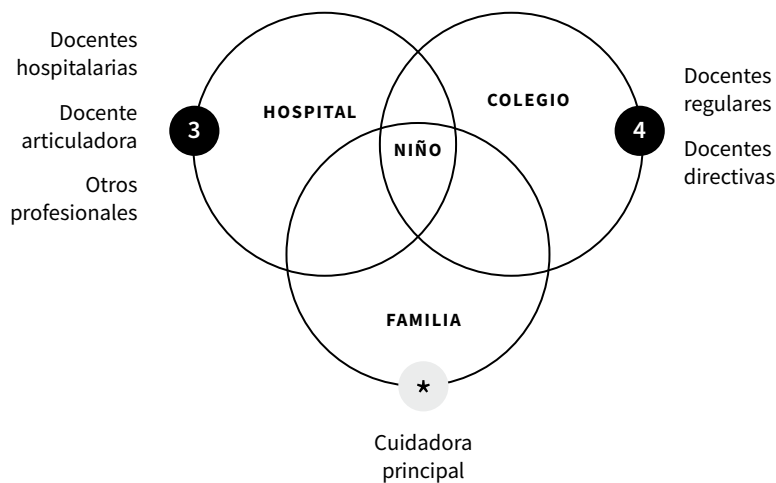 Docentes
hospitalarias
Docente
articuladora
Otros
profesionales
3
HOSPITAL
COLEGIO
NIÑO
4
Docentes
regulares
Docentes
directivas
FAMILIA
*
Cuidadora
principal